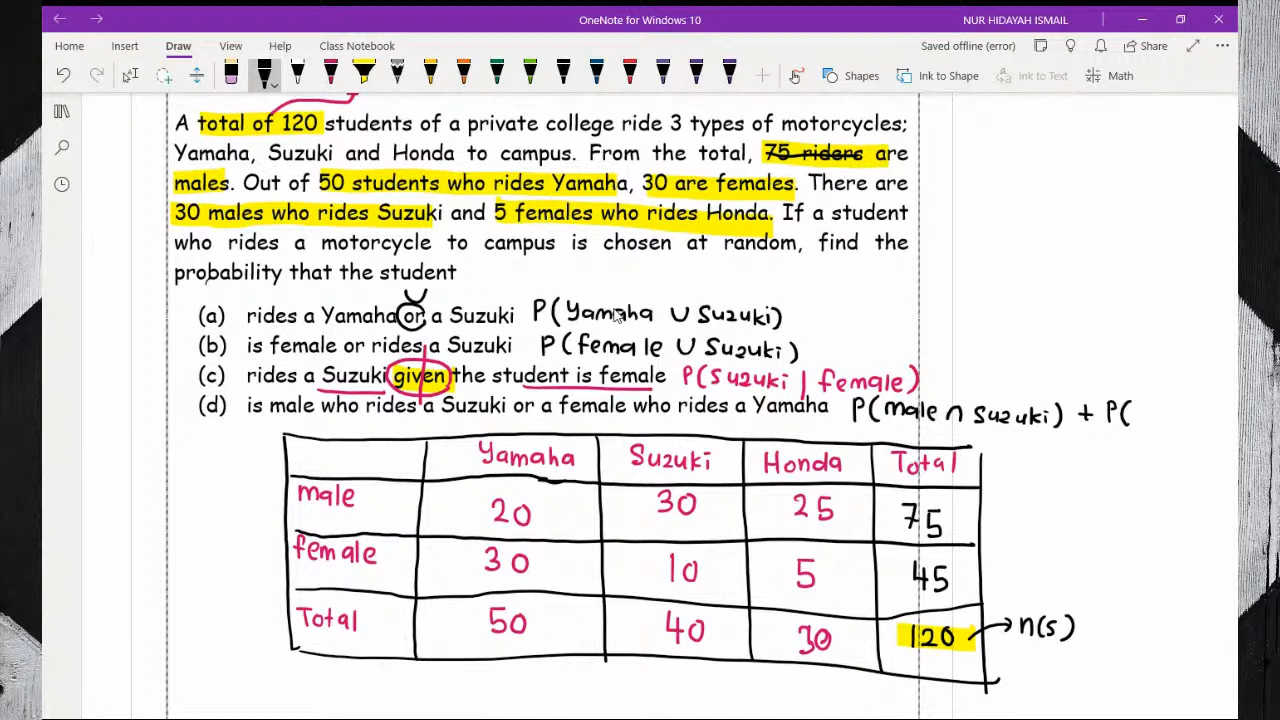 OneNote for Windows 10
NUR HIDAYAH ISMAIL
Home Insert Draw View Help Class Notebook
Saved offline (error) Share
Shapes Ink to Shape Ink to Text Math
A total of 120 students of a private college ride 3 types of motorcycles;
Yamaha, Suzuki and Honda to campus. From the total, 75 riders are
males. Out of 50 students who rides Yamaha, 30 are females. There are
30 males who rides Suzuki and 5 females who rides Honda. If a student
who rides a motorcycle to campus is chosen at random, find the
probability that the student
(a) rides a Yamaha or a Suzuki P(Yamaha ∪ Suzuki)
(b) is female or rides a Suzuki P(female ∪ Suzuki)
(c) rides a Suzuki given the student is female P(Suzuki | female)
(d) is male who rides a Suzuki or a female who rides a Yamaha P(male ∩ Suzuki) + P(
Yamaha Suzuki Honda Total
male 20 30 25 75
female 30 10 5 45
Total 50 40 30 120 → n(s)